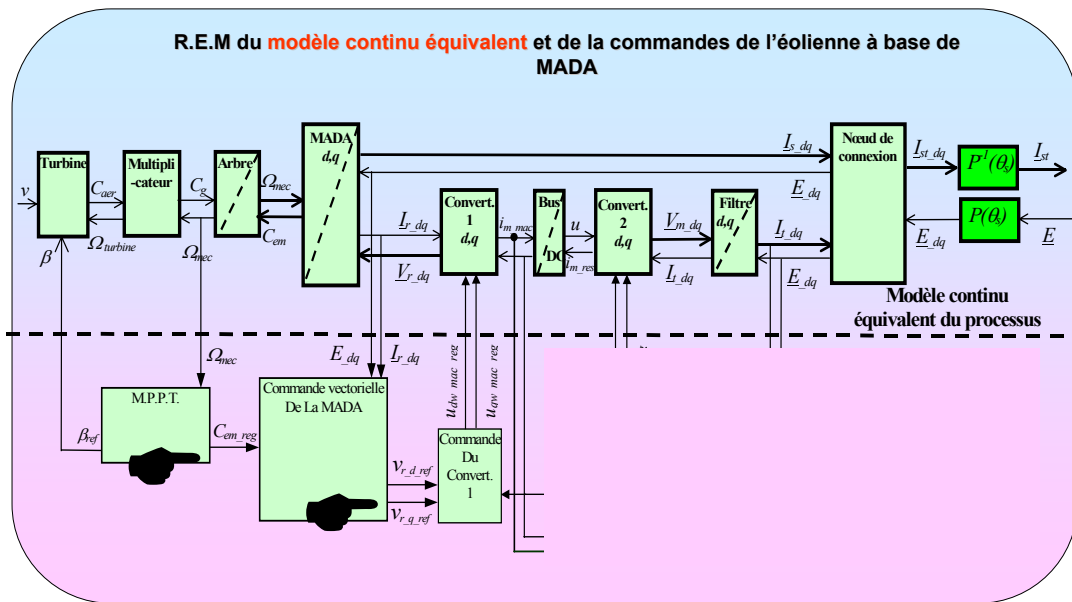 R.E.M du modèle continu équivalent et de la commandes de l'éolienne à base de
MADA
Turbine
Multipli
-cateur
Arbre
MADA
d,q
Convert.
1
d,q
Bus
DC
Convert.
2
d,q
Filtre
d,q
Nœud de
connexion
P⁻¹(θs)
P(θs)
v
C_aer
Ω_turbine
β
C_g
Ω_mec
Ω_mec
C_em
I_r_dq
V_r_dq
i_m_mac
u
i_m_res
V_m_dq
I_t_dq
I_t_dq
E_dq
I_s_dq
E_dq
I_st_dq
E_dq
I_st
E
Modèle continu
équivalent du processus
Ω_mec
E_dq
I_r_dq
u_dw_mac_reg
u_qw_mac_reg
M.P.P.T.
β_ref
C_em_reg
Commande vectorielle
De La MADA
v_r_d_ref
v_r_q_ref
Commande
Du
Convert.
1